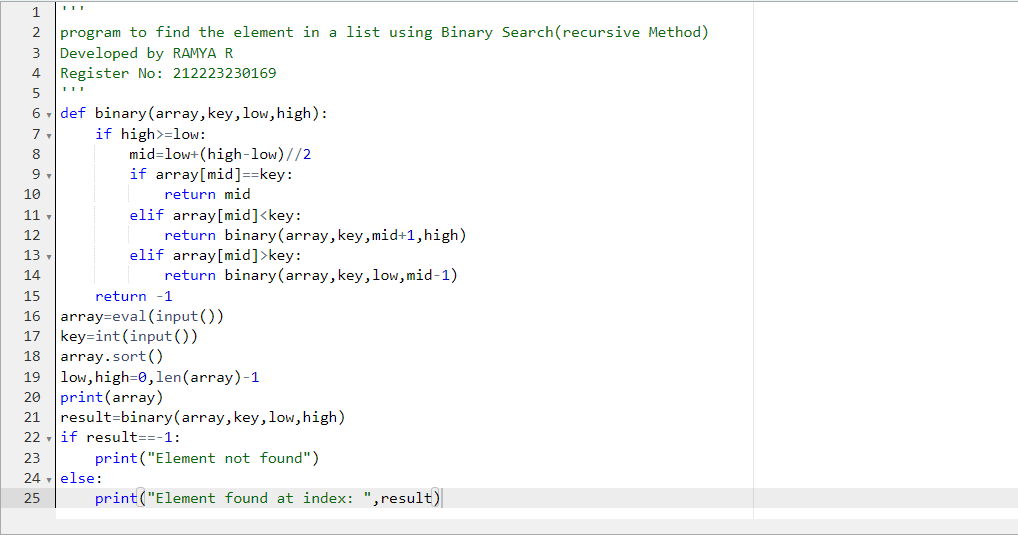 1 '''
2 program to find the element in a list using Binary Search(recursive Method)
3 Developed by RAMYA R
4 Register No: 212223230169
5 '''
6 def binary(array,key,low,high):
7     if high>=low:
8         mid=low+(high-low)//2
9         if array[mid]==key:
10             return mid
11         elif array[mid]<key:
12             return binary(array,key,mid+1,high)
13         elif array[mid]>key:
14             return binary(array,key,low,mid-1)
15     return -1
16 array=eval(input())
17 key=int(input())
18 array.sort()
19 low,high=0,len(array)-1
20 print(array)
21 result=binary(array,key,low,high)
22 if result==-1:
23     print("Element not found")
24 else:
25     print("Element found at index: ",result)